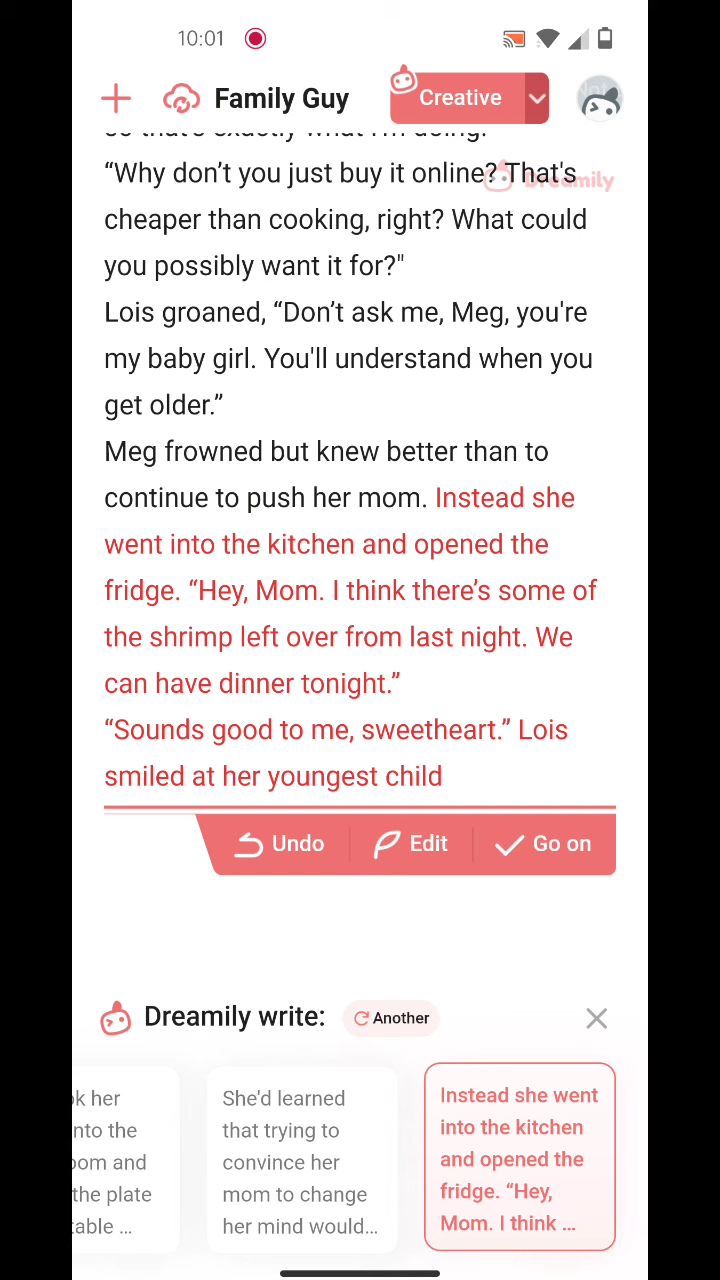 10:01
Family Guy
Creative
so that's exactly what I'm doing.
“Why don’t you just buy it online? That's
Dreamily
cheaper than cooking, right? What could
you possibly want it for?"
Lois groaned, “Don’t ask me, Meg, you're
my baby girl. You'll understand when you
get older.”
Meg frowned but knew better than to
continue to push her mom. Instead she
went into the kitchen and opened the
fridge. “Hey, Mom. I think there’s some of
the shrimp left over from last night. We
can have dinner tonight.”
“Sounds good to me, sweetheart.” Lois
smiled at her youngest child
Undo
Edit
Go on
Dreamily write:
Another
her
the
and
the plate
She'd learned
that trying to
convince her
mom to change
her mind would...
Instead she went
into the kitchen
and opened the
fridge. “Hey,
Mom. I think ...